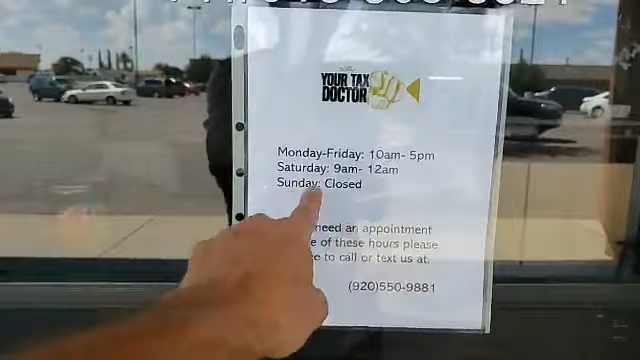 YOUR TAX
DOCTOR
Monday-Friday: 10am- 5pm
Saturday: 9am- 12am
Sunday: Closed
need an appointment
of these hours please
to call or text us at.
(920)550-9881